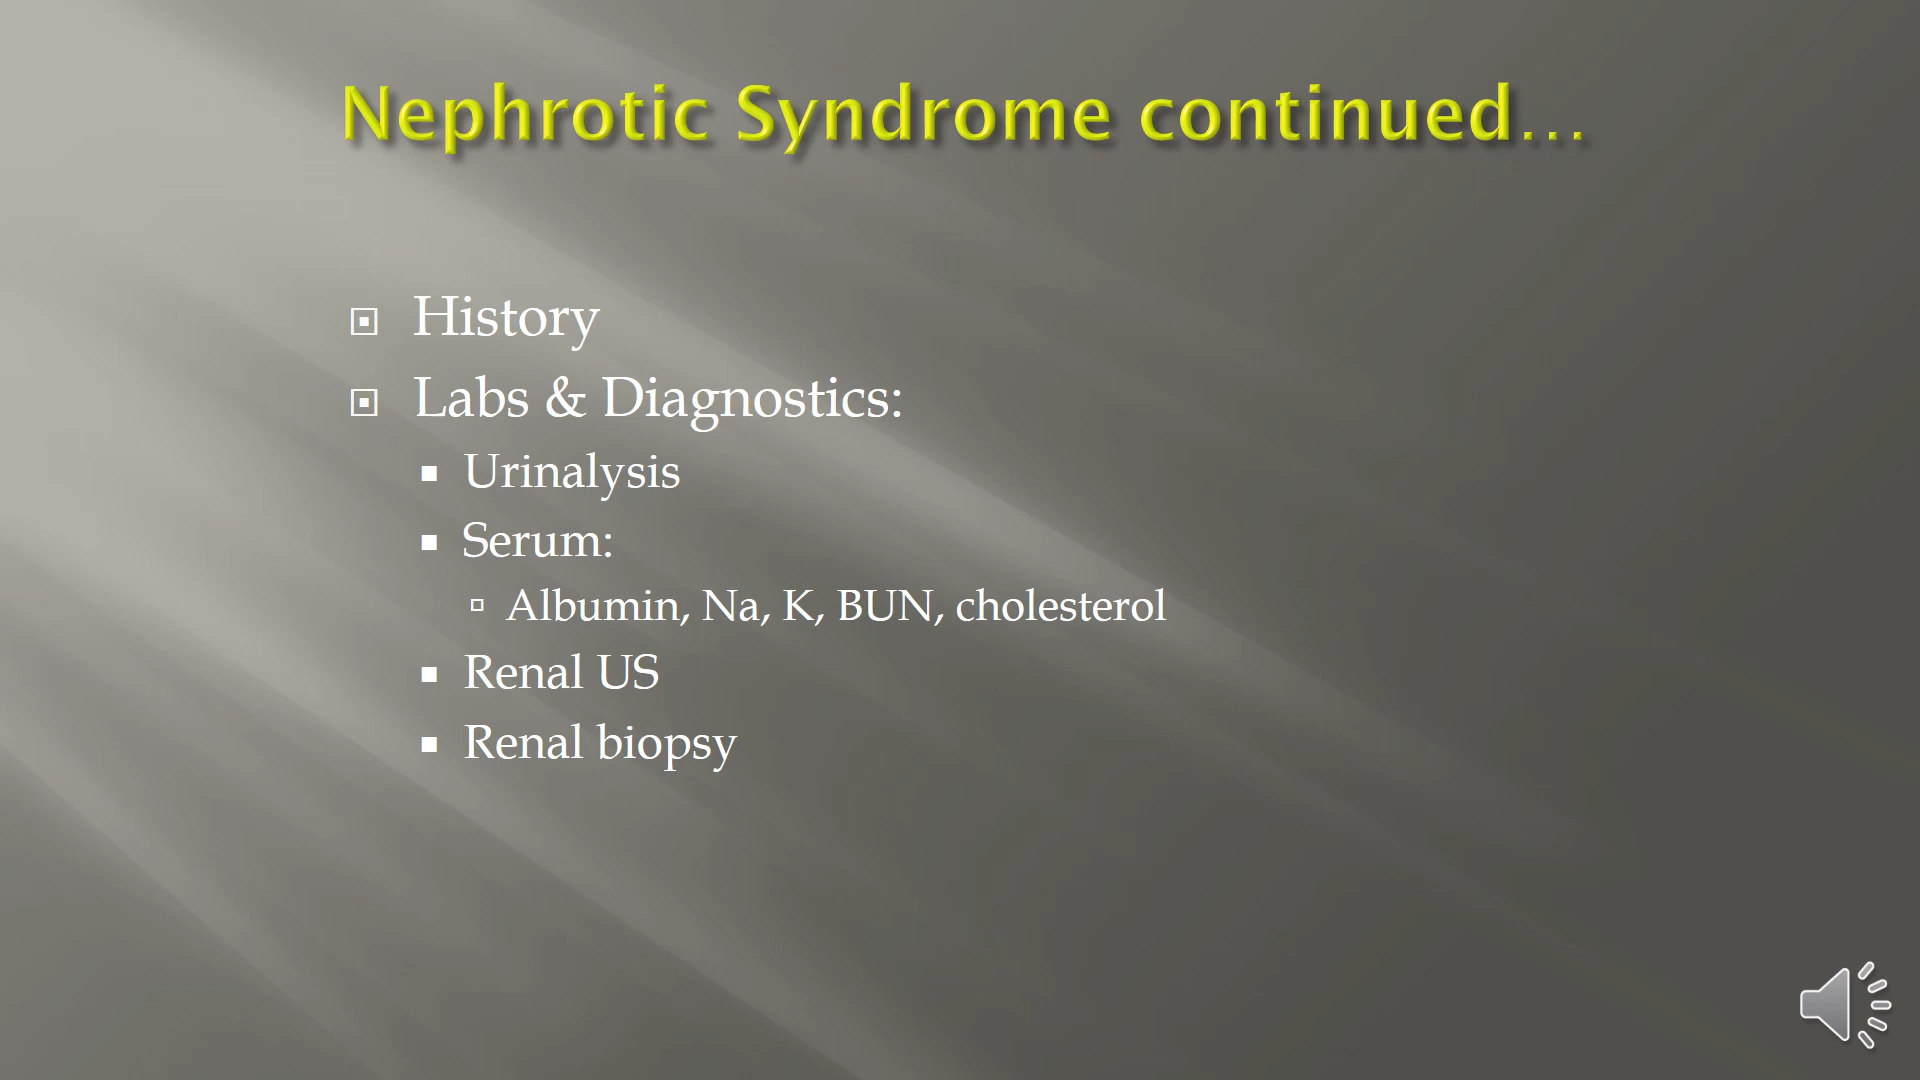 Nephrotic Syndrome continued…
History
Labs & Diagnostics:
Urinalysis
Serum:
Albumin, Na, K, BUN, cholesterol
Renal US
Renal biopsy